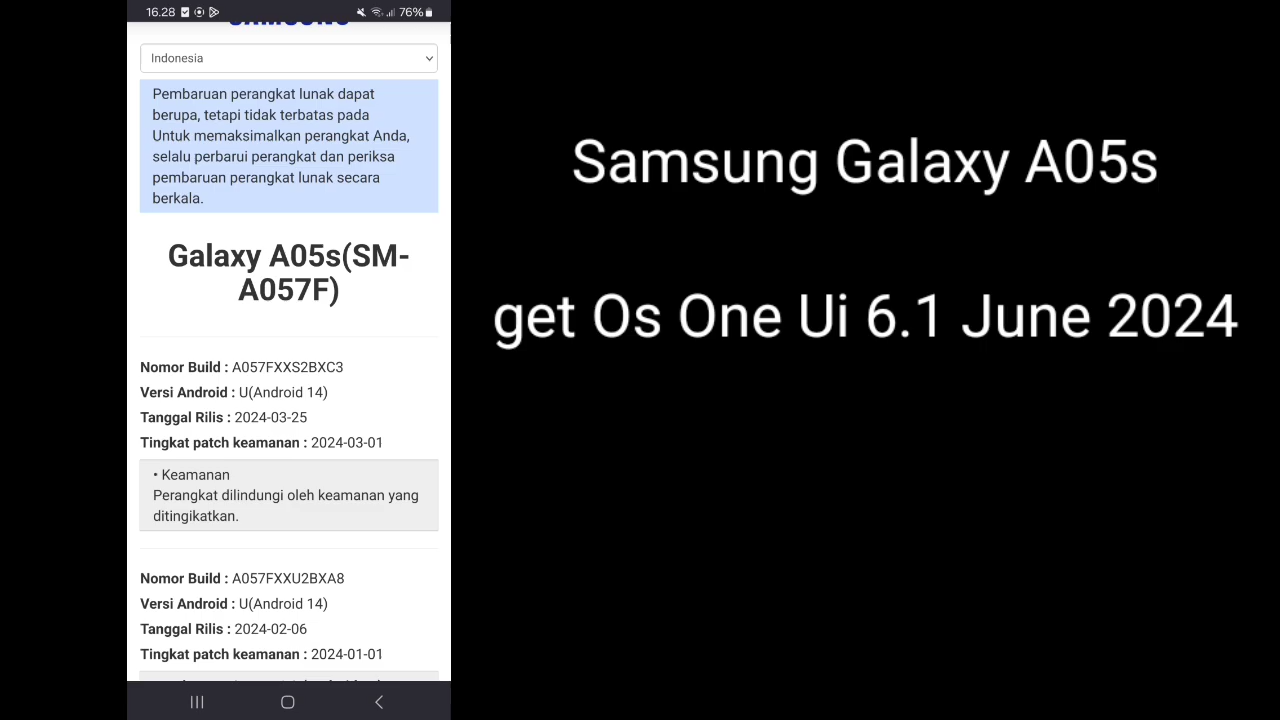 16.28 76%
SAMSUNG
Indonesia
Pembaruan perangkat lunak dapat
berupa, tetapi tidak terbatas pada
Untuk memaksimalkan perangkat Anda,
selalu perbarui perangkat dan periksa
pembaruan perangkat lunak secara
berkala.
Galaxy A05s(SM-
A057F)
Nomor Build : A057FXXS2BXC3
Versi Android : U(Android 14)
Tanggal Rilis : 2024-03-25
Tingkat patch keamanan : 2024-03-01
• Keamanan
Perangkat dilindungi oleh keamanan yang
ditingikatkan.
Nomor Build : A057FXXU2BXA8
Versi Android : U(Android 14)
Tanggal Rilis : 2024-02-06
Tingkat patch keamanan : 2024-01-01
Samsung Galaxy A05s
get Os One Ui 6.1 June 2024